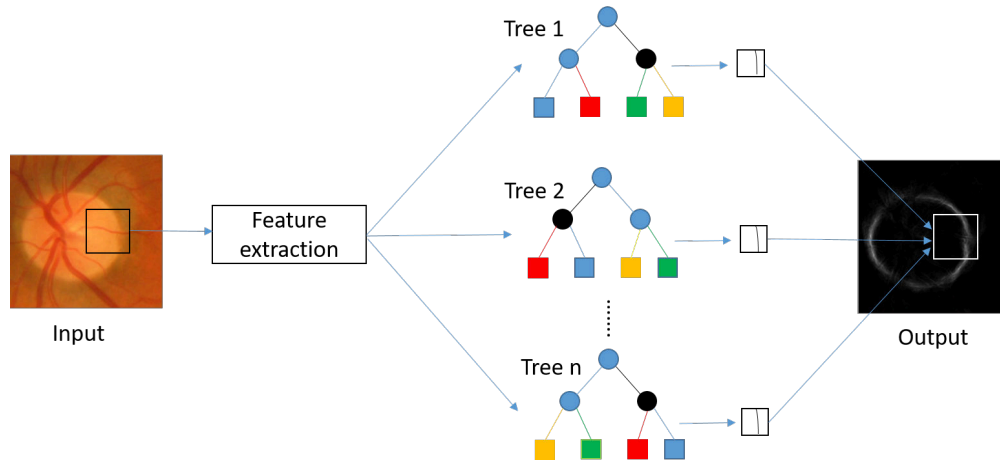 Tree 1
Tree 2
Feature
extraction
Input
Output
Tree n